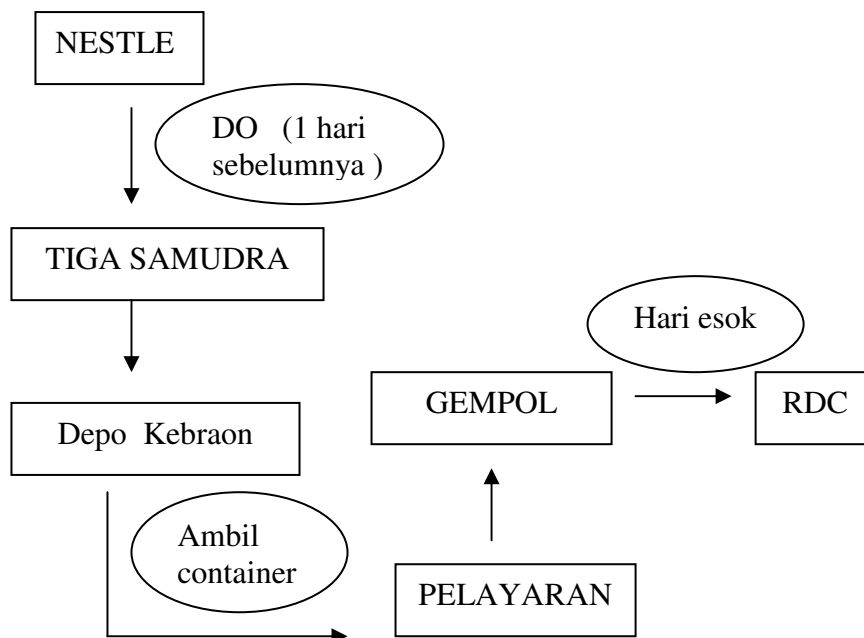 NESTLE
DO (1 hari
sebelumnya )
TIGA SAMUDRA
Depo Kebraon
Ambil
container
PELAYARAN
GEMPOL
Hari esok
RDC